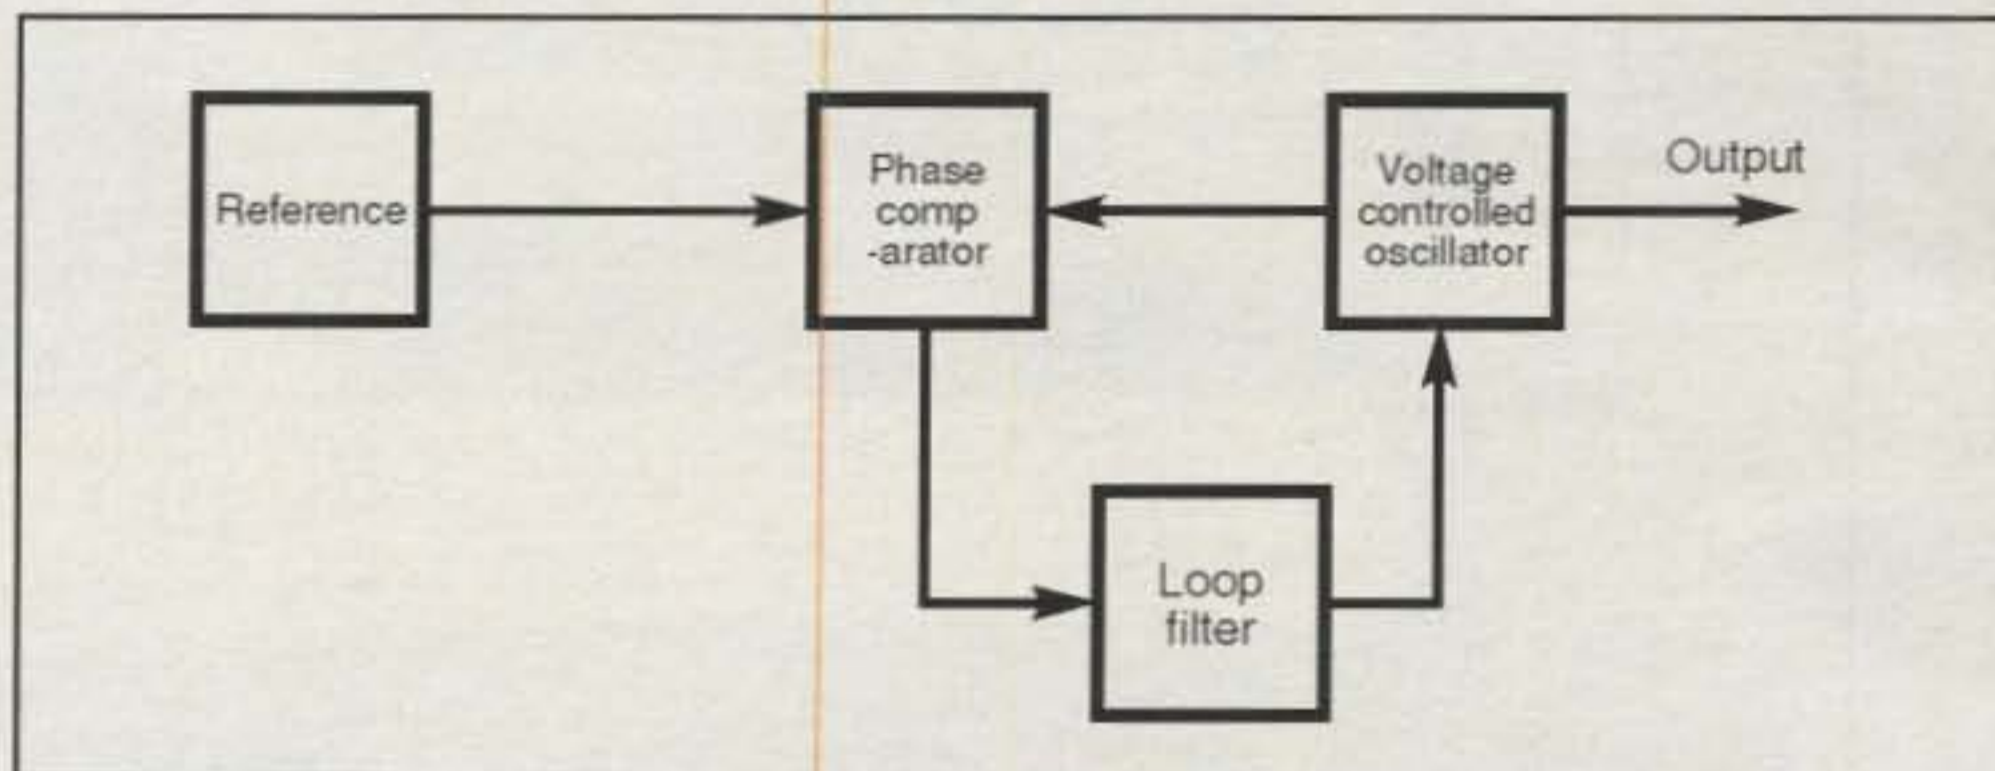 Reference
Phase
comp
-arator
Voltage
controlled
oscillator
Output
Loop
filter